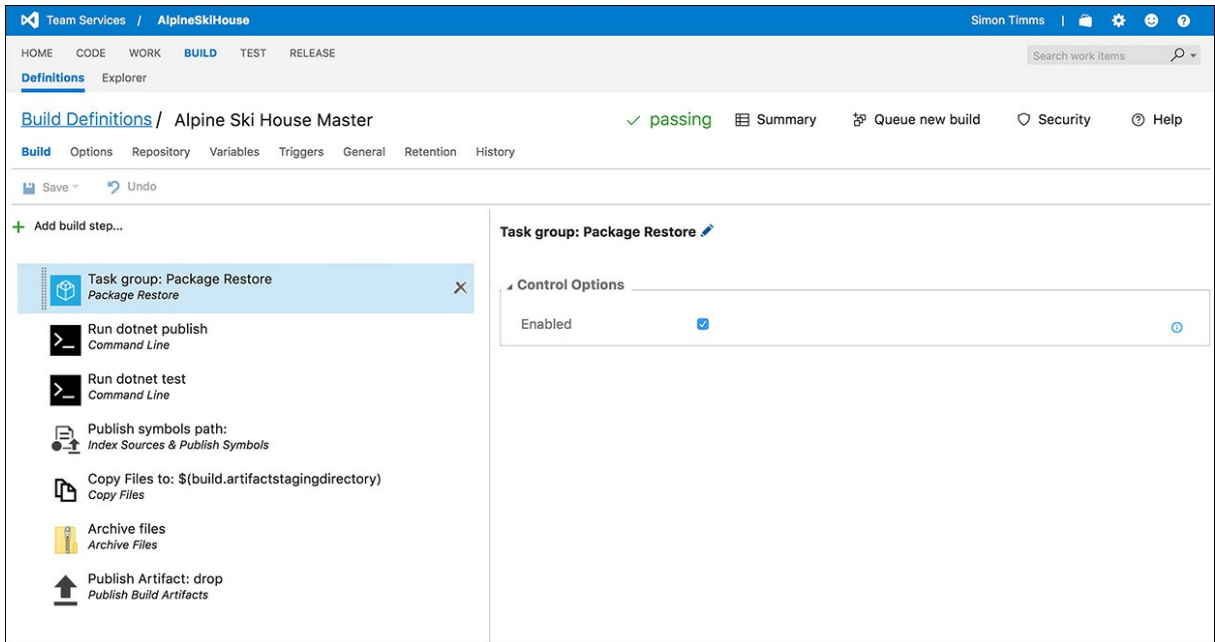 Team Services / AlpineSkiHouse Simon Timms |
HOME CODE WORK BUILD TEST RELEASE Search work items
Definitions Explorer
Build Definitions / Alpine Ski House Master passing Summary Queue new build Security Help
Build Options Repository Variables Triggers General Retention History
Save Undo
Add build step...
Task group: Package Restore
Package Restore
Run dotnet publish
Command Line
Run dotnet test
Command Line
Publish symbols path:
Index Sources & Publish Symbols
Copy Files to: $(build.artifactstagingdirectory)
Copy Files
Archive files
Archive Files
Publish Artifact: drop
Publish Build Artifacts
Task group: Package Restore
Control Options
Enabled